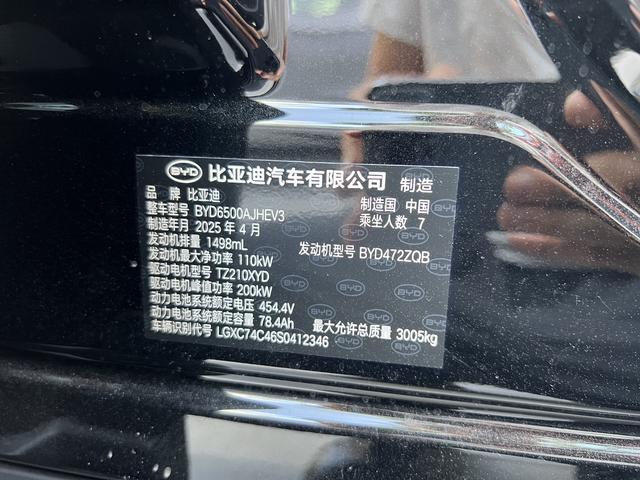 BYD 比亚迪汽车有限公司 制造
品 牌 比亚迪 制造国 中国
整车型号 BYD6500AJHEV3 乘坐人数 7
制造年月 2025 年 4 月
发动机排量 1498mL 发动机型号 BYD472ZQB
发动机最大净功率 110kW
驱动电机型号 TZ210XYD
驱动电机峰值功率 200kW
动力电池系统额定电压 454.4V
动力电池系统额定容量 78.4Ah 最大允许总质量 3005kg
车辆识别代号 LGXC74C46S0412346